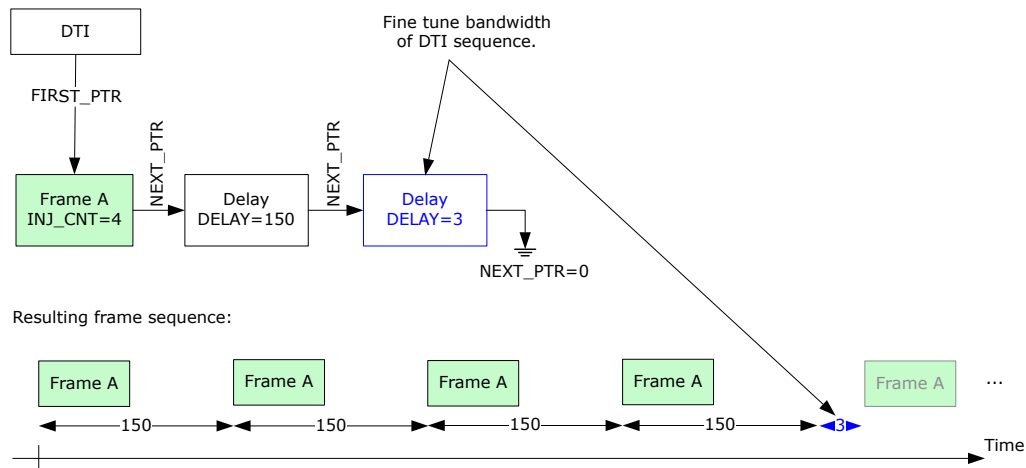 DTI
Fine tune bandwidth
of DTI sequence.
FIRST_PTR
NEXT_PTR
NEXT_PTR
Frame A
INJ_CNT=4
Delay
DELAY=150
Delay
DELAY=3
NEXT_PTR=0
Resulting frame sequence:
Frame A
Frame A
Frame A
Frame A
Frame A
...
150
150
150
150
3
Time